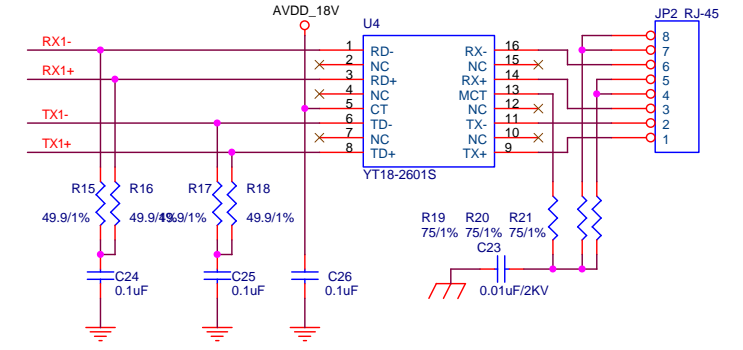 AVDD_18V
U4
JP2 RJ-45
RX1-
1 RD- RX- 16
8
2 NC NC 15
7
RX1+
3 RD+ RX+ 14
6
4 NC MCT 13
5
5 CT NC 12
4
TX1-
6 TD- TX- 11
3
7 NC NC 10
2
TX1+
8 TD+ TX+ 9
1
YT18-2601S
R15 R16 R17 R18
49.9/1% 49.9/1% 49.9/1% 49.9/1%
R19 R20 R21
75/1% 75/1% 75/1%
C23
0.01uF/2KV
C24 C25 C26
0.1uF 0.1uF 0.1uF